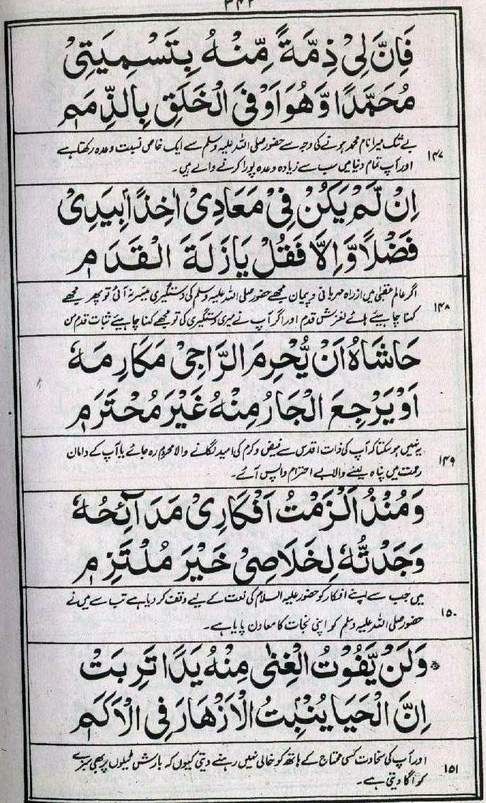 ۳۴۲
فَاِنَّ لِیْ ذِمَّةً مِّنْهُ بِتَسْمِیَتِیْ
مُحَمَّدًا وَّهُوَ اَوْفَی الْخَلْقِ بِالذِّمَمِ
بے شک میرا نام محمد ہونے کی وجہ سے حضور صلی اللہ علیہ وسلم سے ایک خاص نسبت وعدہ رکھتا ہے
۱۴۷
اور آپ تمام دنیا میں سب سے زیادہ وعدہ پورا کرنے والے ہیں۔
اِنْ لَّمْ یَکُنْ فِیْ مَعَادِیْ اٰخِذًا بِیَدِیْ
فَضْلًا وَّاِلَّا فَقُلْ یَا زَلَّةَ الْقَدَمِ
اگر عالم عقبیٰ میں ازراہ مہربانی و پیمان مجھے حضور صلی اللہ علیہ وسلم کی دستگیری میسر نہ آئی تو پھر مجھے
۱۴۸
کہنا چاہیئے ہائے لغزش قدم اور اگر آپ نے میری دستگیری کی تو مجھے کہنا چاہیئے ثبات قدم من
حَاشَاهُ اَنْ یُّحْرِمَ الرَّاجِیْ مَکَارِمَهٗ
اَوْ یَرْجِعَ الْجَارُ مِنْهُ غَیْرَ مُحْتَرَمِ
یہ نہیں ہو سکتا کہ آپ کی ذات اقدس سے فیض و کرم کی امید لگانے والا محروم رہ جائے یا آپ کے دامان
۱۴۹
رحمت میں پناہ لینے والا بے احترام واپس آئے۔
وَمُنْذُ اَلْزَمْتُ اَفْکَارِیْ مَدَآئِحَهٗ
وَجَدْتُّهٗ لِخَلَاصِیْ خَیْرَ مُلْتَزِمِ
میں جب سے اپنے افکار کو حضور علیہ السلام کی نعت کے لیے وقف کر دیا ہے تب سے میں نے
۱۵۰
حضور صلی اللہ علیہ وسلم کو اپنی نجات کا معاون پایا ہے۔
وَلَنْ یَّفُوْتَ الْغِنٰی مِنْهُ یَدًا تَرِبَتْ
اِنَّ الْحَیَا یُنْبِتُ الْاَزْهَارَ فِی الْاَکَمِ
اور آپ کی سخاوت کسی محتاج کے ہاتھ کو خالی نہیں رہنے دیتی کیوں کہ بارش ٹیلوں پر بھی سبزے
۱۵۱
کو اگا دیتی ہے۔